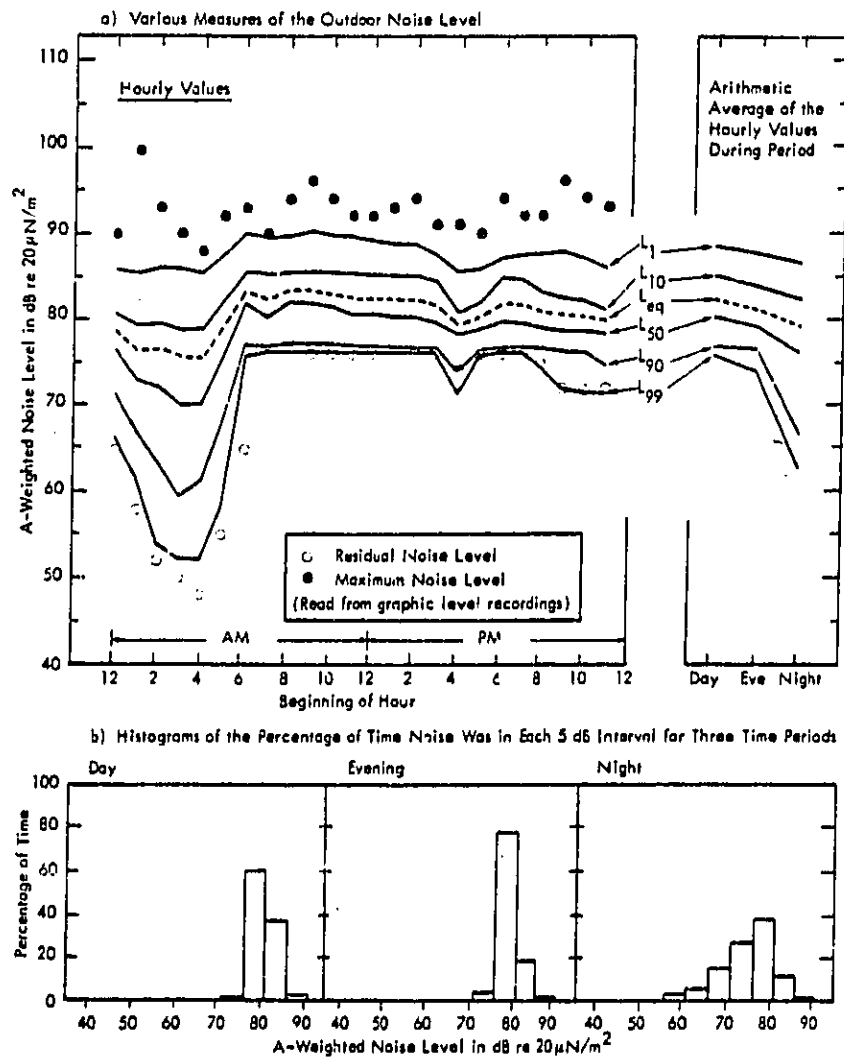 a) Various Measures of the Outdoor Noise Level
A-Weighted Noise Level in dB re 20 μN/m²
110
100
90
80
70
60
50
40
Hourly Values
Arithmetic
Average of the
Hourly Values
During Period
L1
L10
Leq
L50
L90
L99
Residual Noise Level
Maximum Noise Level
(Read from graphic level recordings)
AM PM
12 2 4 6 8 10 12 2 4 6 8 10 12
Beginning of Hour
Day Eve Night
b) Histograms of the Percentage of Time Noise Was in Each 5 dB Interval for Three Time Periods
Day Evening Night
Percentage of Time
100
80
60
40
20
0
40 50 60 70 80 90 40 50 60 70 80 90 40 50 60 70 80 90
A-Weighted Noise Level in dB re 20 μN/m²